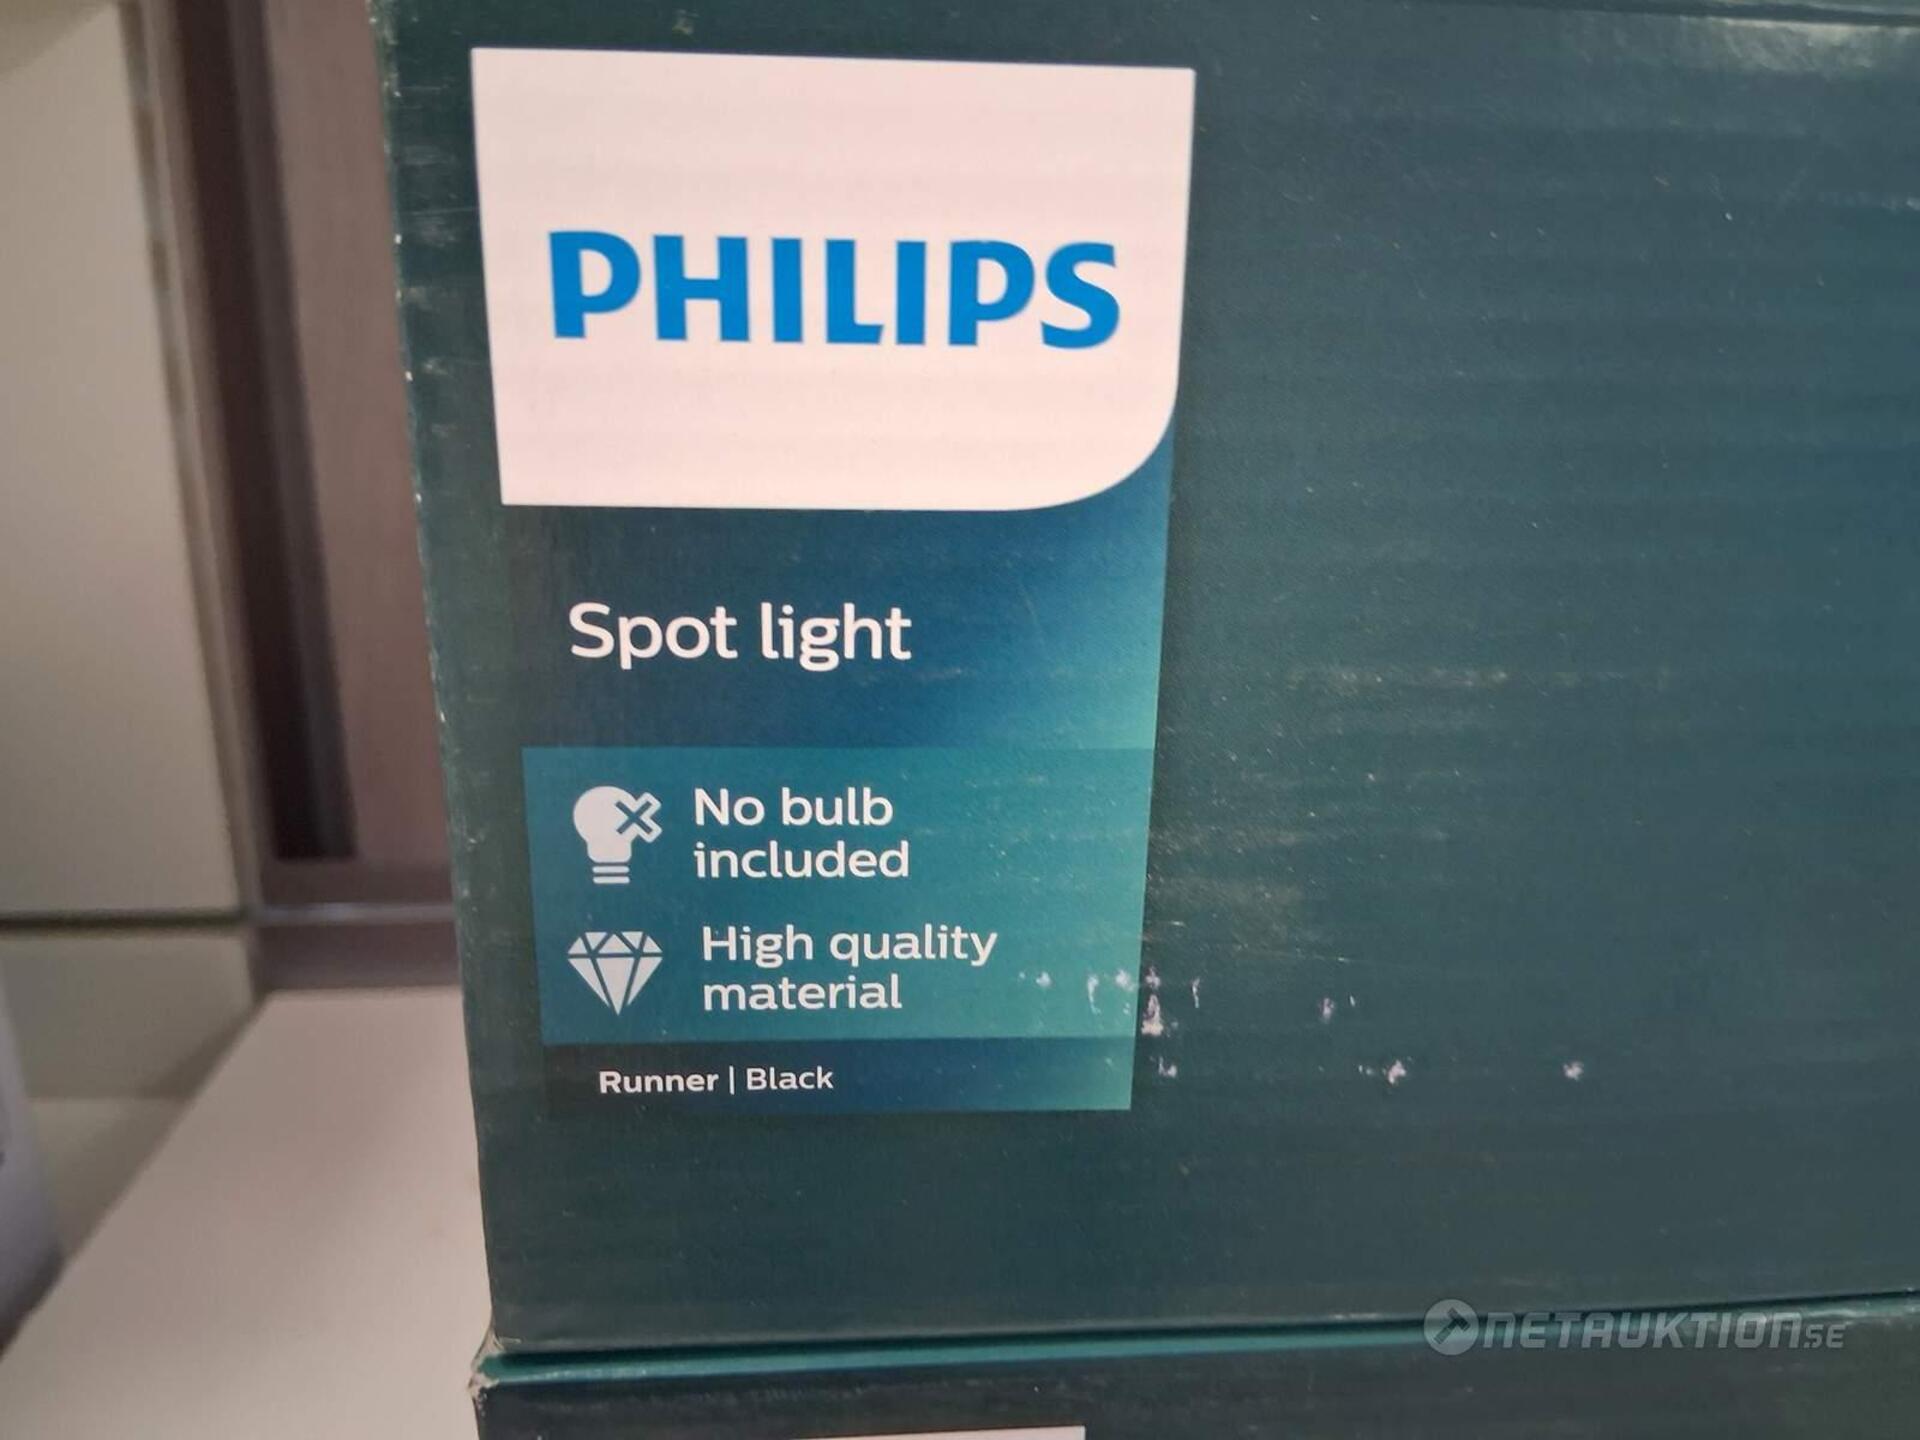 PHILIPS
Spot light
No bulb
included
High quality
material
Runner | Black
NETAUKTION.SE